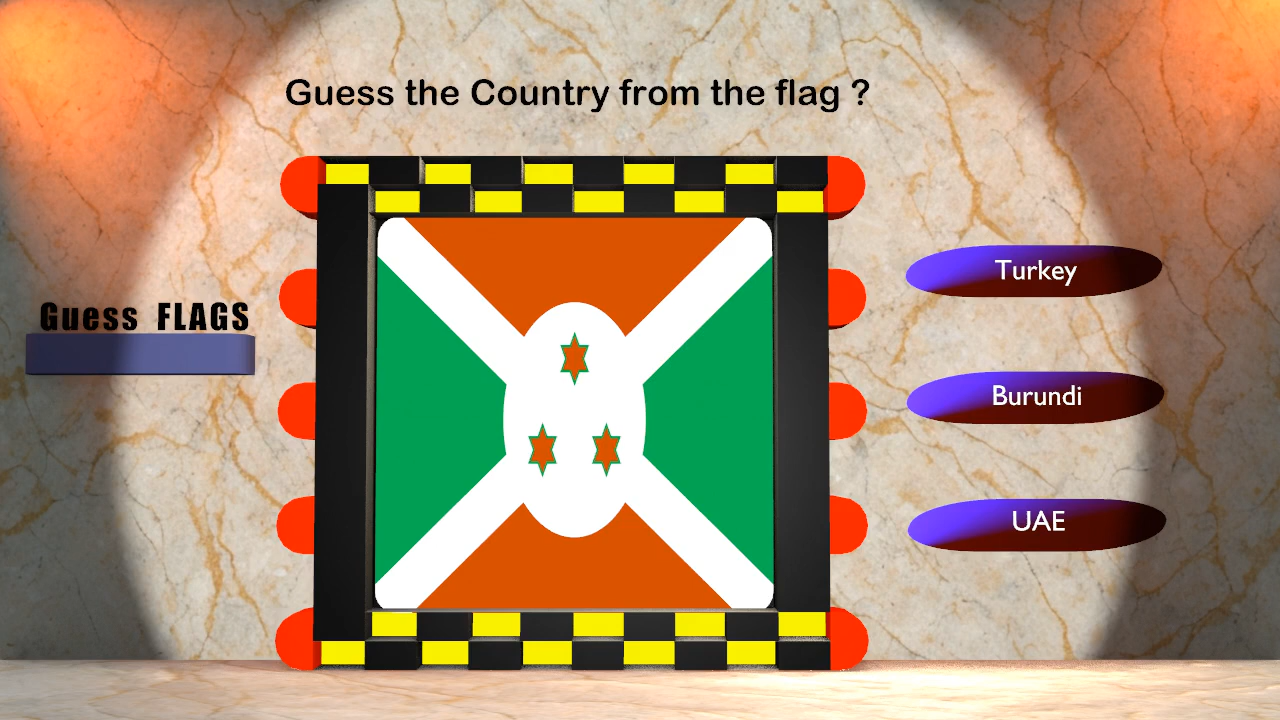 Guess the Country from the flag ?
Guess FLAGS
Turkey
Burundi
UAE